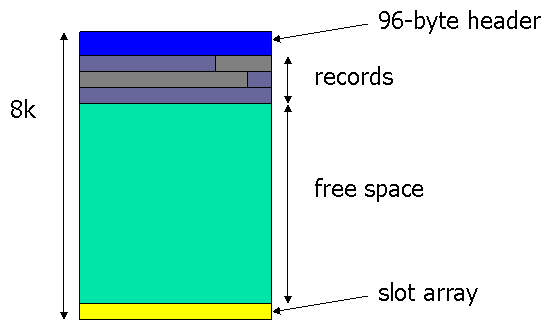 96-byte header
records
8k
free space
slot array